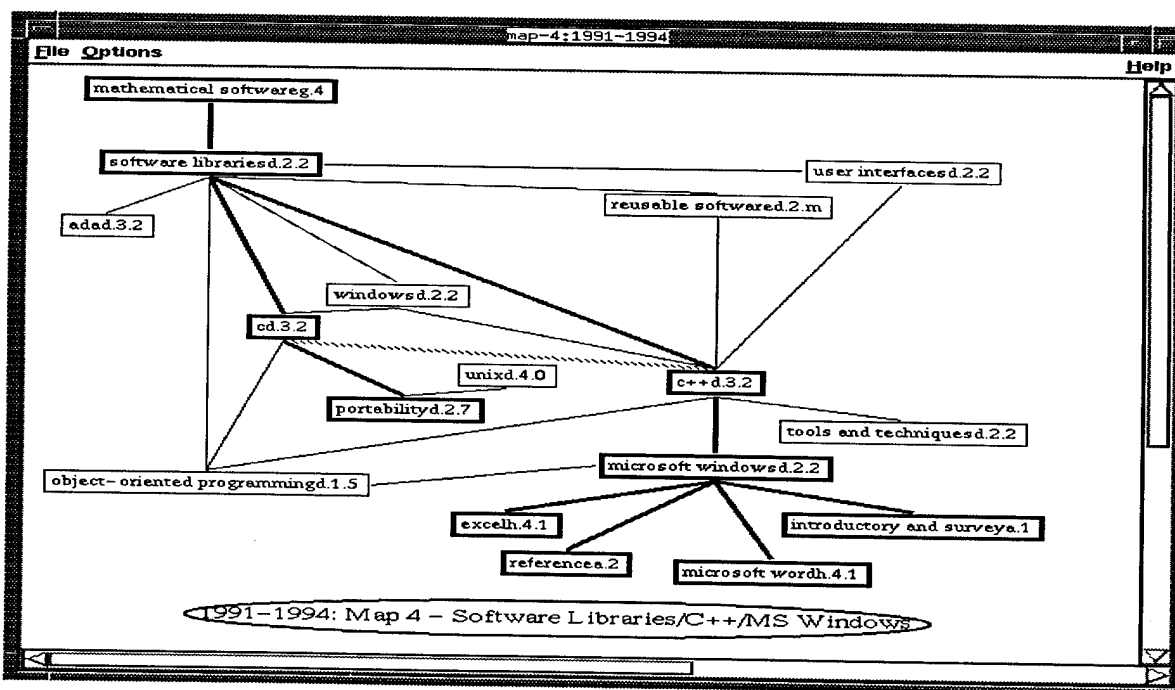 map-4:1991-1994
File Options
Help
mathematical softwareg.4
software librariesd.2.2
user interfacesd.2.2
reusable softwared.2.m
adad.3.2
windowsd.2.2
cd.3.2
unixd.4.0
c++d.3.2
portabilityd.2.7
tools and techniquesd.2.2
microsoft windowsd.2.2
object-oriented programmingd.1.5
excelh.4.1
introductory and surveya.1
referencea.2
microsoft wordh.4.1
1991-1994: Map 4 - Software Libraries/C++/MS Windows